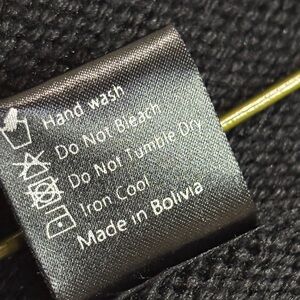 Hand wash
Do Not Bleach
Do Not Tumble Dry
Iron Cool
Made in Bolivia